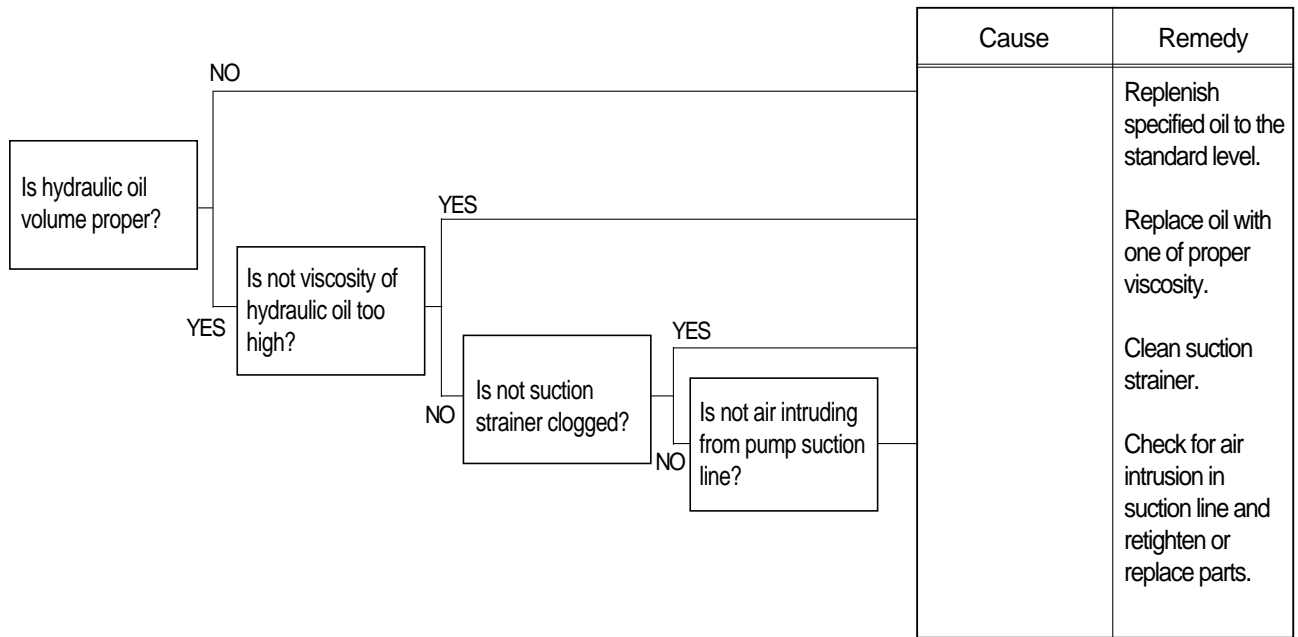 Cause
Remedy
NO
Replenish
specified oil to the
standard level.
Is hydraulic oil
volume proper?
YES
Replace oil with
one of proper
viscosity.
YES
Is not viscosity of
hydraulic oil too
high?
YES
Clean suction
strainer.
NO
Is not suction
strainer clogged?
NO
Is not air intruding
from pump suction
line?
Check for air
intrusion in
suction line and
retighten or
replace parts.